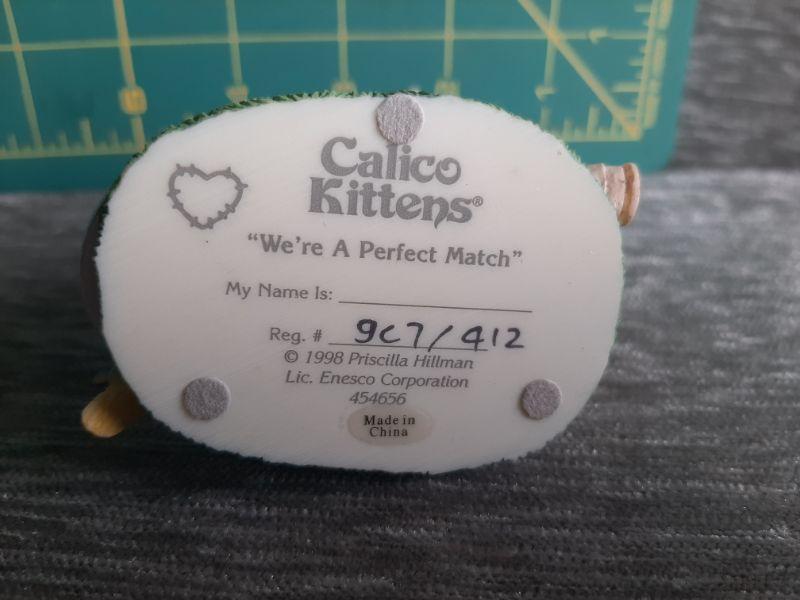 Calico
Kittens®
"We're A Perfect Match"
My Name Is:
Reg. # 9C7/412
© 1998 Priscilla Hillman
Lic. Enesco Corporation
454656
Made in
China